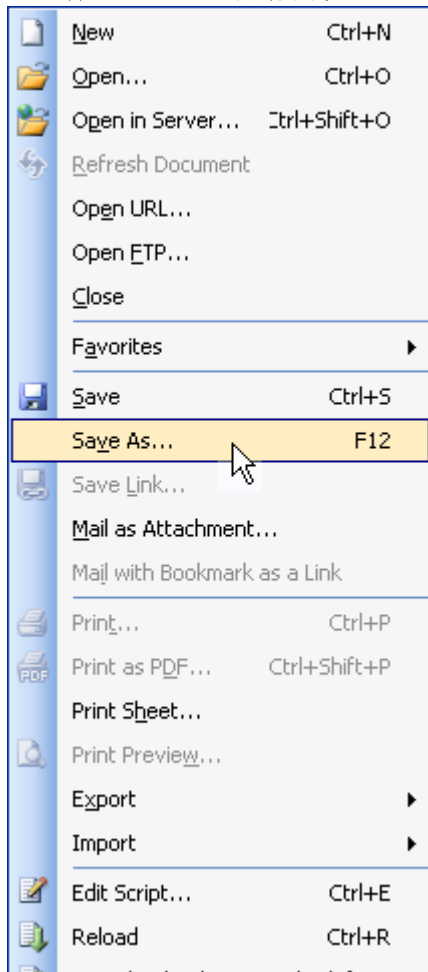 New Ctrl+N
Open... Ctrl+O
Open in Server... Ctrl+Shift+O
Refresh Document
Open URL...
Open FTP...
Close
Favorites
Save Ctrl+S
Save As... F12
Save Link...
Mail as Attachment...
Mail with Bookmark as a Link
Print... Ctrl+P
PDF Print as PDF... Ctrl+Shift+P
Print Sheet...
Print Preview...
Export
Import
Edit Script... Ctrl+E
Reload Ctrl+R